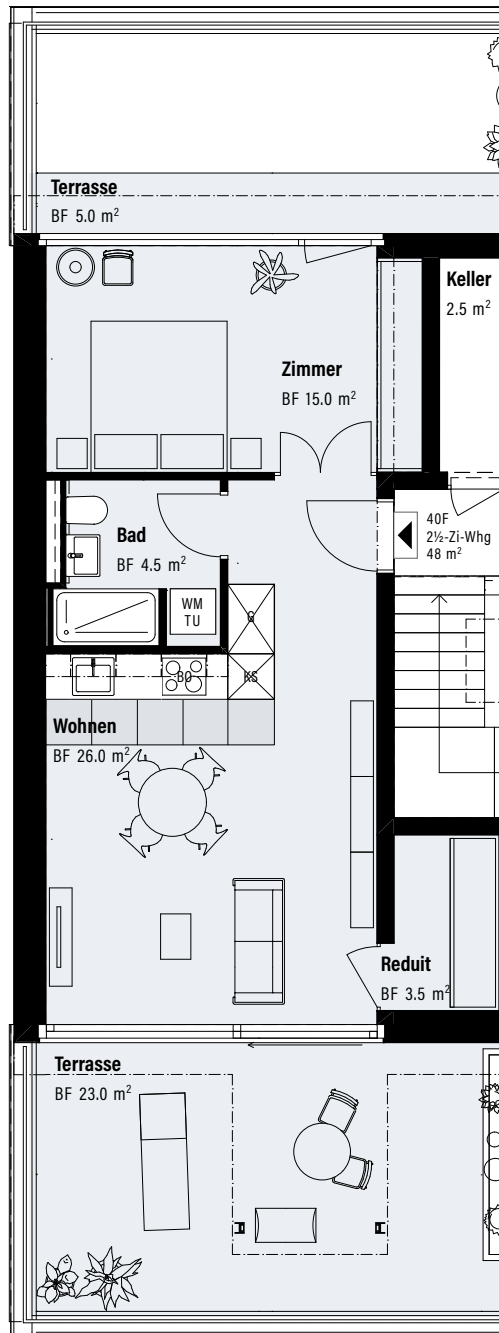 Terrasse
BF 5.0 m²
Keller
2.5 m²
Zimmer
BF 15.0 m²
40F
2½-Zi-Whg
48 m²
Bad
BF 4.5 m²
WM
TU
G
BO
KS
Wohnen
BF 26.0 m²
Reduit
BF 3.5 m²
Terrasse
BF 23.0 m²